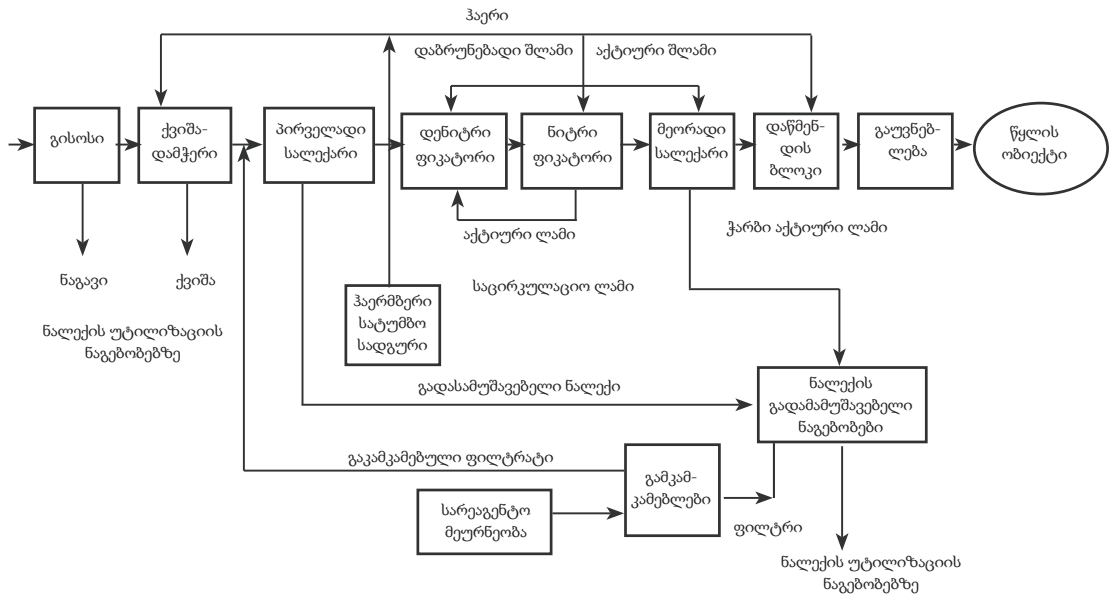 ჰაერი
დაბრუნებადი შლამი
აქტიური შლამი
გისოსი
ქვიშა-
დამჭერი
პირველადი
სალექარი
დენიტრი
ფიკატორი
ნიტრი
ფიკატორი
მეორადი
სალექარი
დაწმენ-
დის
ბლოკი
გაუვნებ-
ლება
წყლის
ობიექტი
აქტიური ლამი
ჭარბი აქტიური ლამი
ნაგავი
ქვიშა
საცირკულაციო ლამი
ჰაერმბერი
სატუმბო
სადგური
ნალექის უტილიზაციის
ნაგებობებზე
გადასამუშავებელი ნალექი
ნალექის
გადამამუშავებელი
ნაგებობები
გაკამკამებული ფილტრატი
გამკამ-
კამებლები
სარეაგენტო
მეურნეობა
ფილტრი
ნალექის უტილიზაციის
ნაგებობებზე